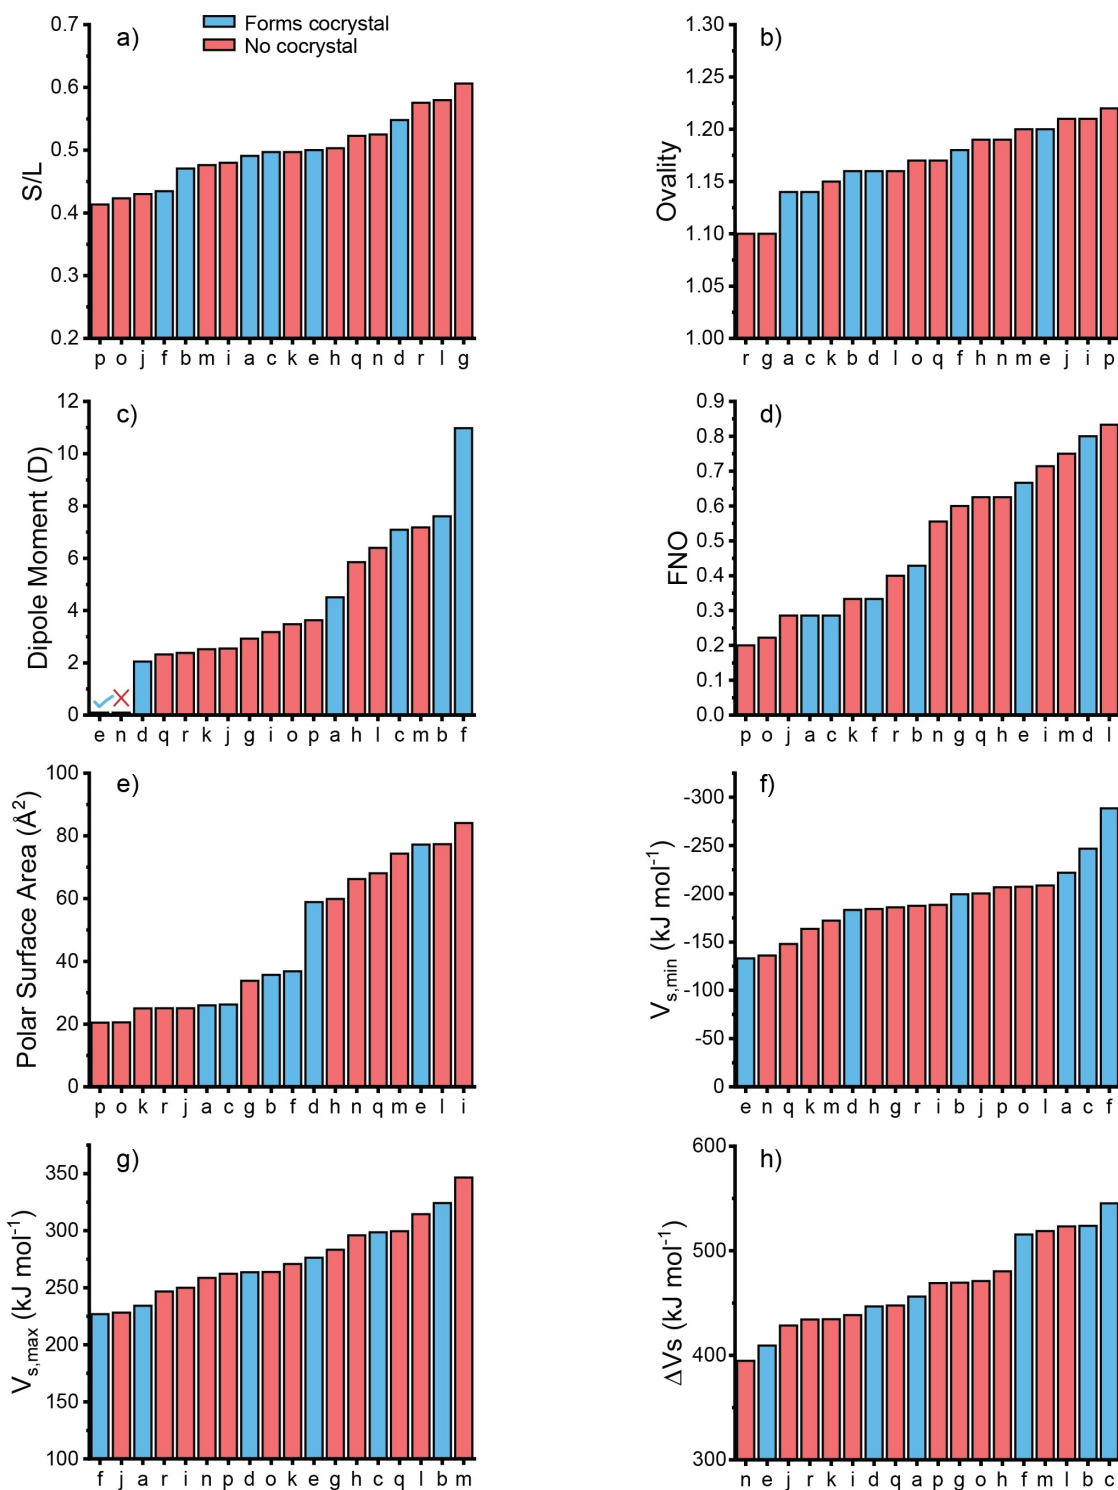 a)
Forms cocrystal
No cocrystal
S/L
0.7
0.6
0.5
0.4
0.3
0.2
p o j f b m i a c k e h q n d r l g
b)
Ovality
1.30
1.25
1.20
1.15
1.10
1.05
1.00
r g a c k b d l o q f h n m e j i p
c)
Dipole Moment (D)
12
10
8
6
4
2
0
e n d q r k j g i o p a h l c m b f
d)
FNO
0.9
0.8
0.7
0.6
0.5
0.4
0.3
0.2
0.1
0.0
p o j a c k f r b n g q h e i m d l
e)
Polar Surface Area (Å²)
100
80
60
40
20
0
p o k r j a c g b f d h n q m e l i
f)
Vs,min (kJ mol⁻¹)
-300
-250
-200
-150
-100
-50
0
e n q k m d h g r i b j p o l a c f
g)
Vs,max (kJ mol⁻¹)
350
300
250
200
150
100
f j a r i n p d o k e g h c q l b m
h)
ΔVs (kJ mol⁻¹)
600
500
400
300
n e j r k i d q a p g o h f m l b c